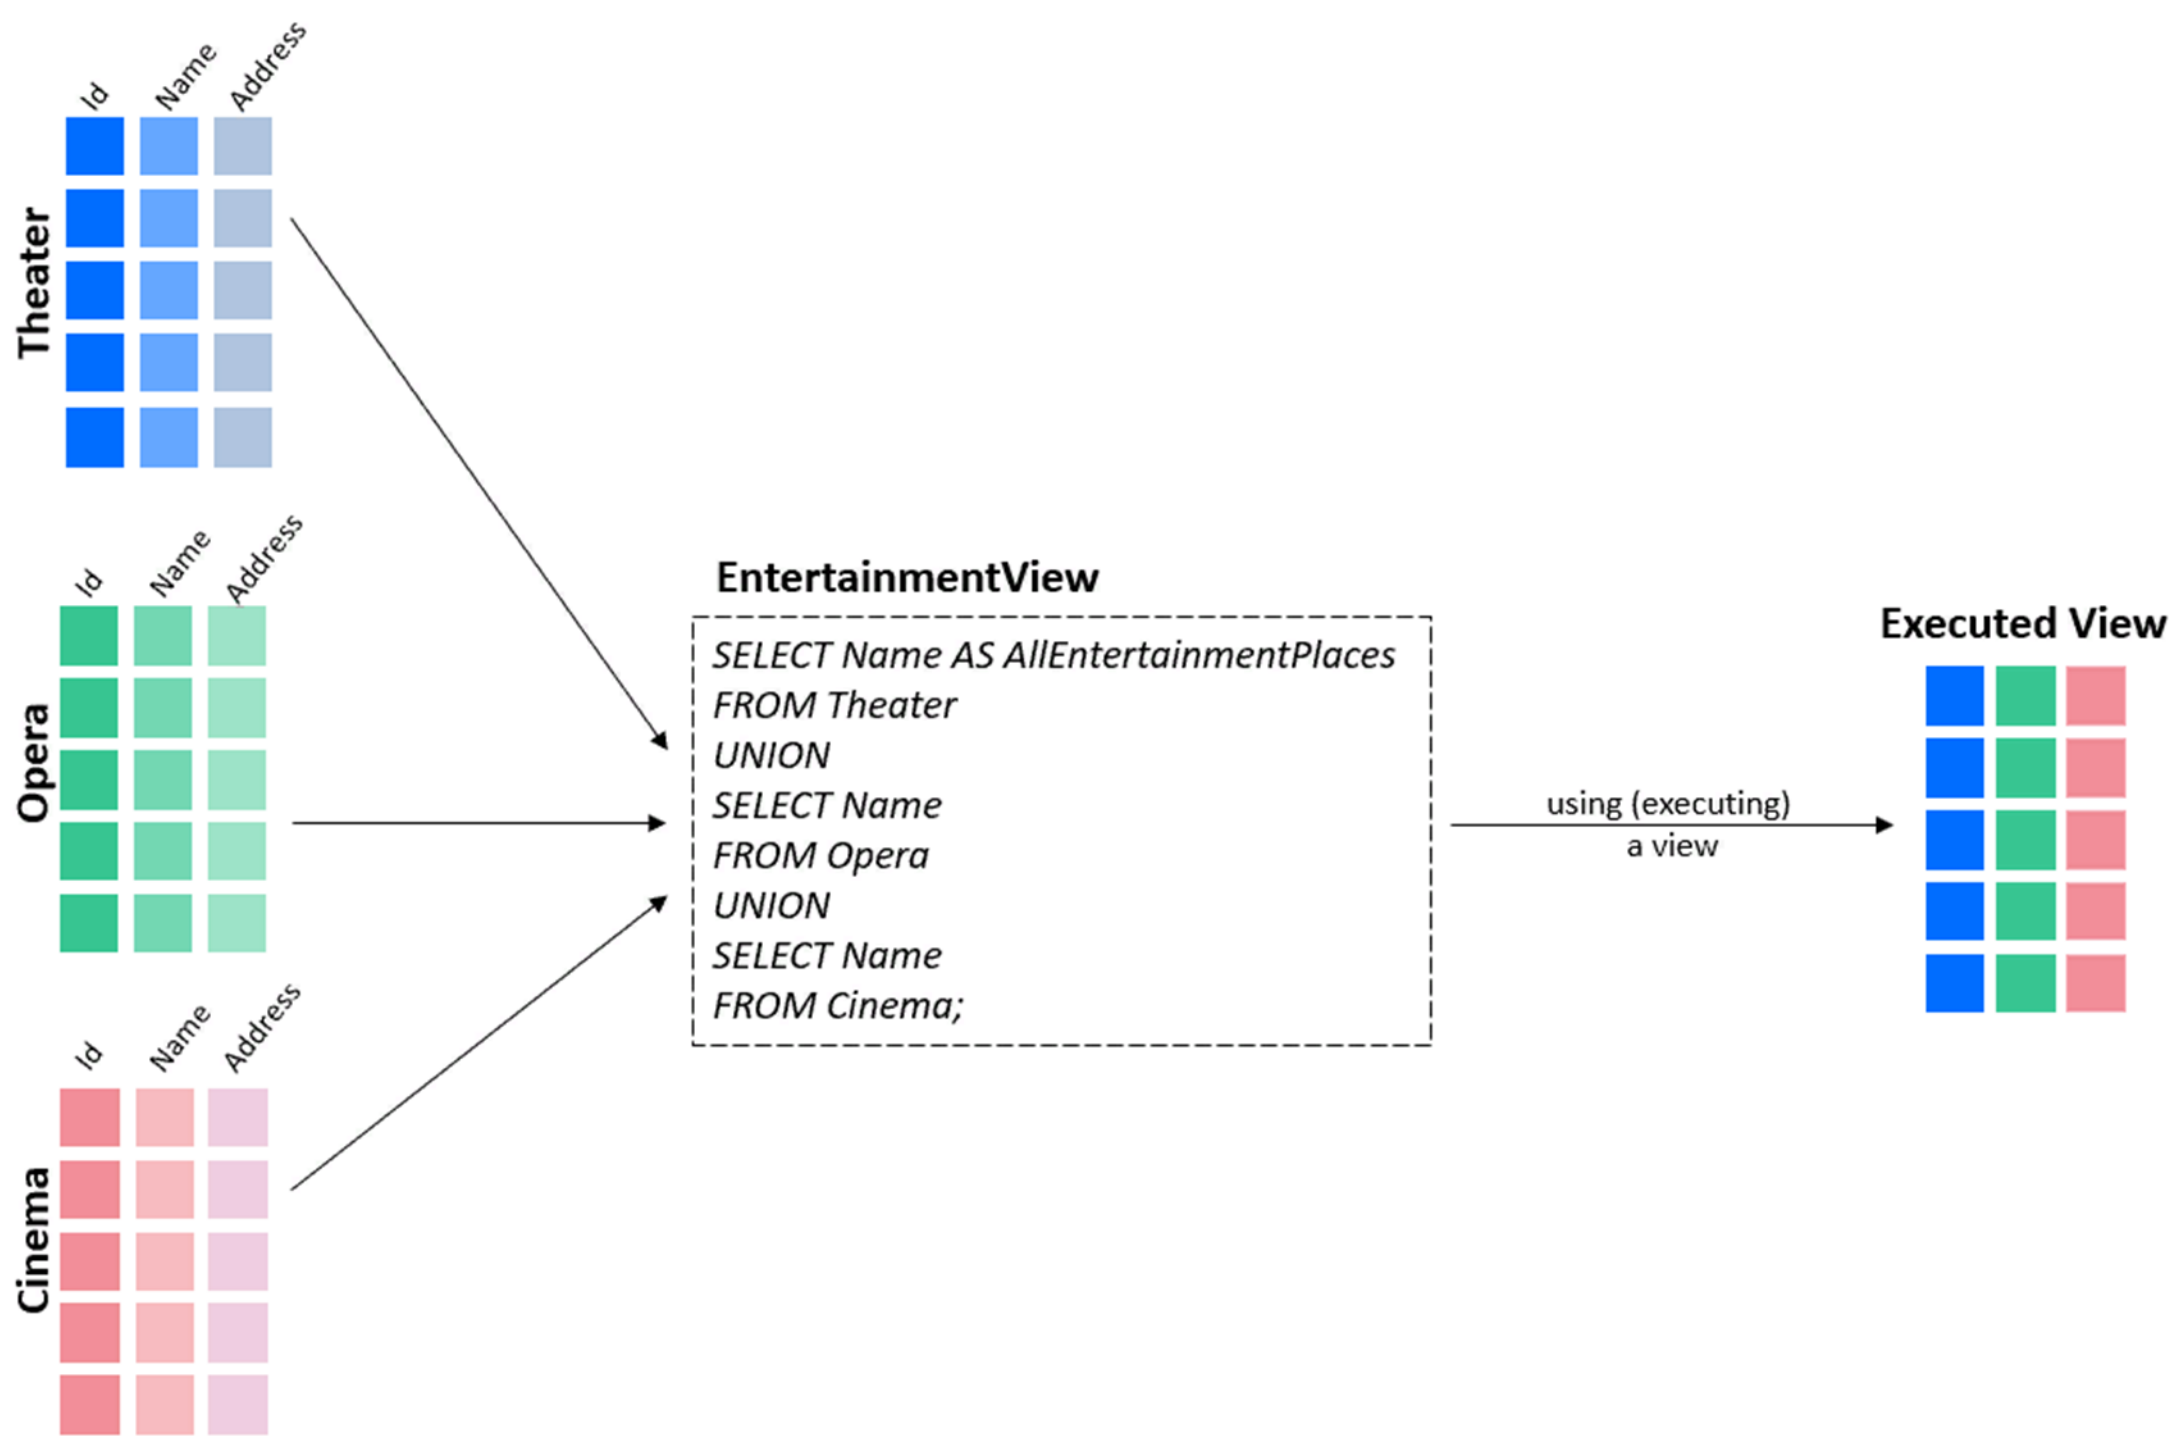 Theater
Id
Name
Address
Opera
Id
Name
Address
Cinema
Id
Name
Address
EntertainmentView
SELECT Name AS AllEntertainmentPlaces
FROM Theater
UNION
SELECT Name
FROM Opera
UNION
SELECT Name
FROM Cinema;
using (executing)
a view
Executed View